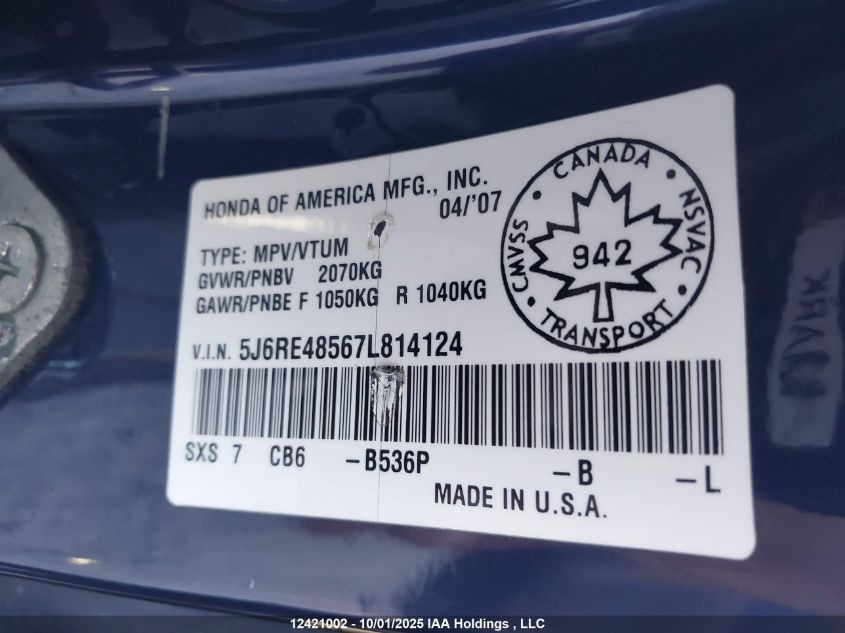 HONDA OF AMERICA MFG., INC.
04/'07
TYPE: MPV/VTUM
GVWR/PNBV 2070KG
GAWR/PNBE F 1050KG R 1040KG
V.I.N. 5J6RE48567L814124
SXS 7 CB6 -B536P -B -L
MADE IN U.S.A.
CANADA
CMVSS 942 NSVAC
TRANSPORT
12421002 - 10/01/2025 IAA Holdings , LLC